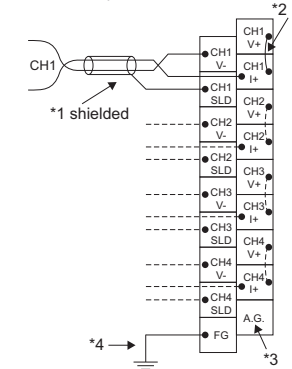 *2
CH1
V+
CH1
V-
CH1
CH1
I+
CH1
SLD
*1 shielded
CH2
V+
CH2
V-
CH2
I+
CH2
SLD
CH3
V+
CH3
V-
CH3
I+
CH3
SLD
CH4
V+
CH4
V-
CH4
I+
CH4
SLD
A.G.
FG
*4
*3